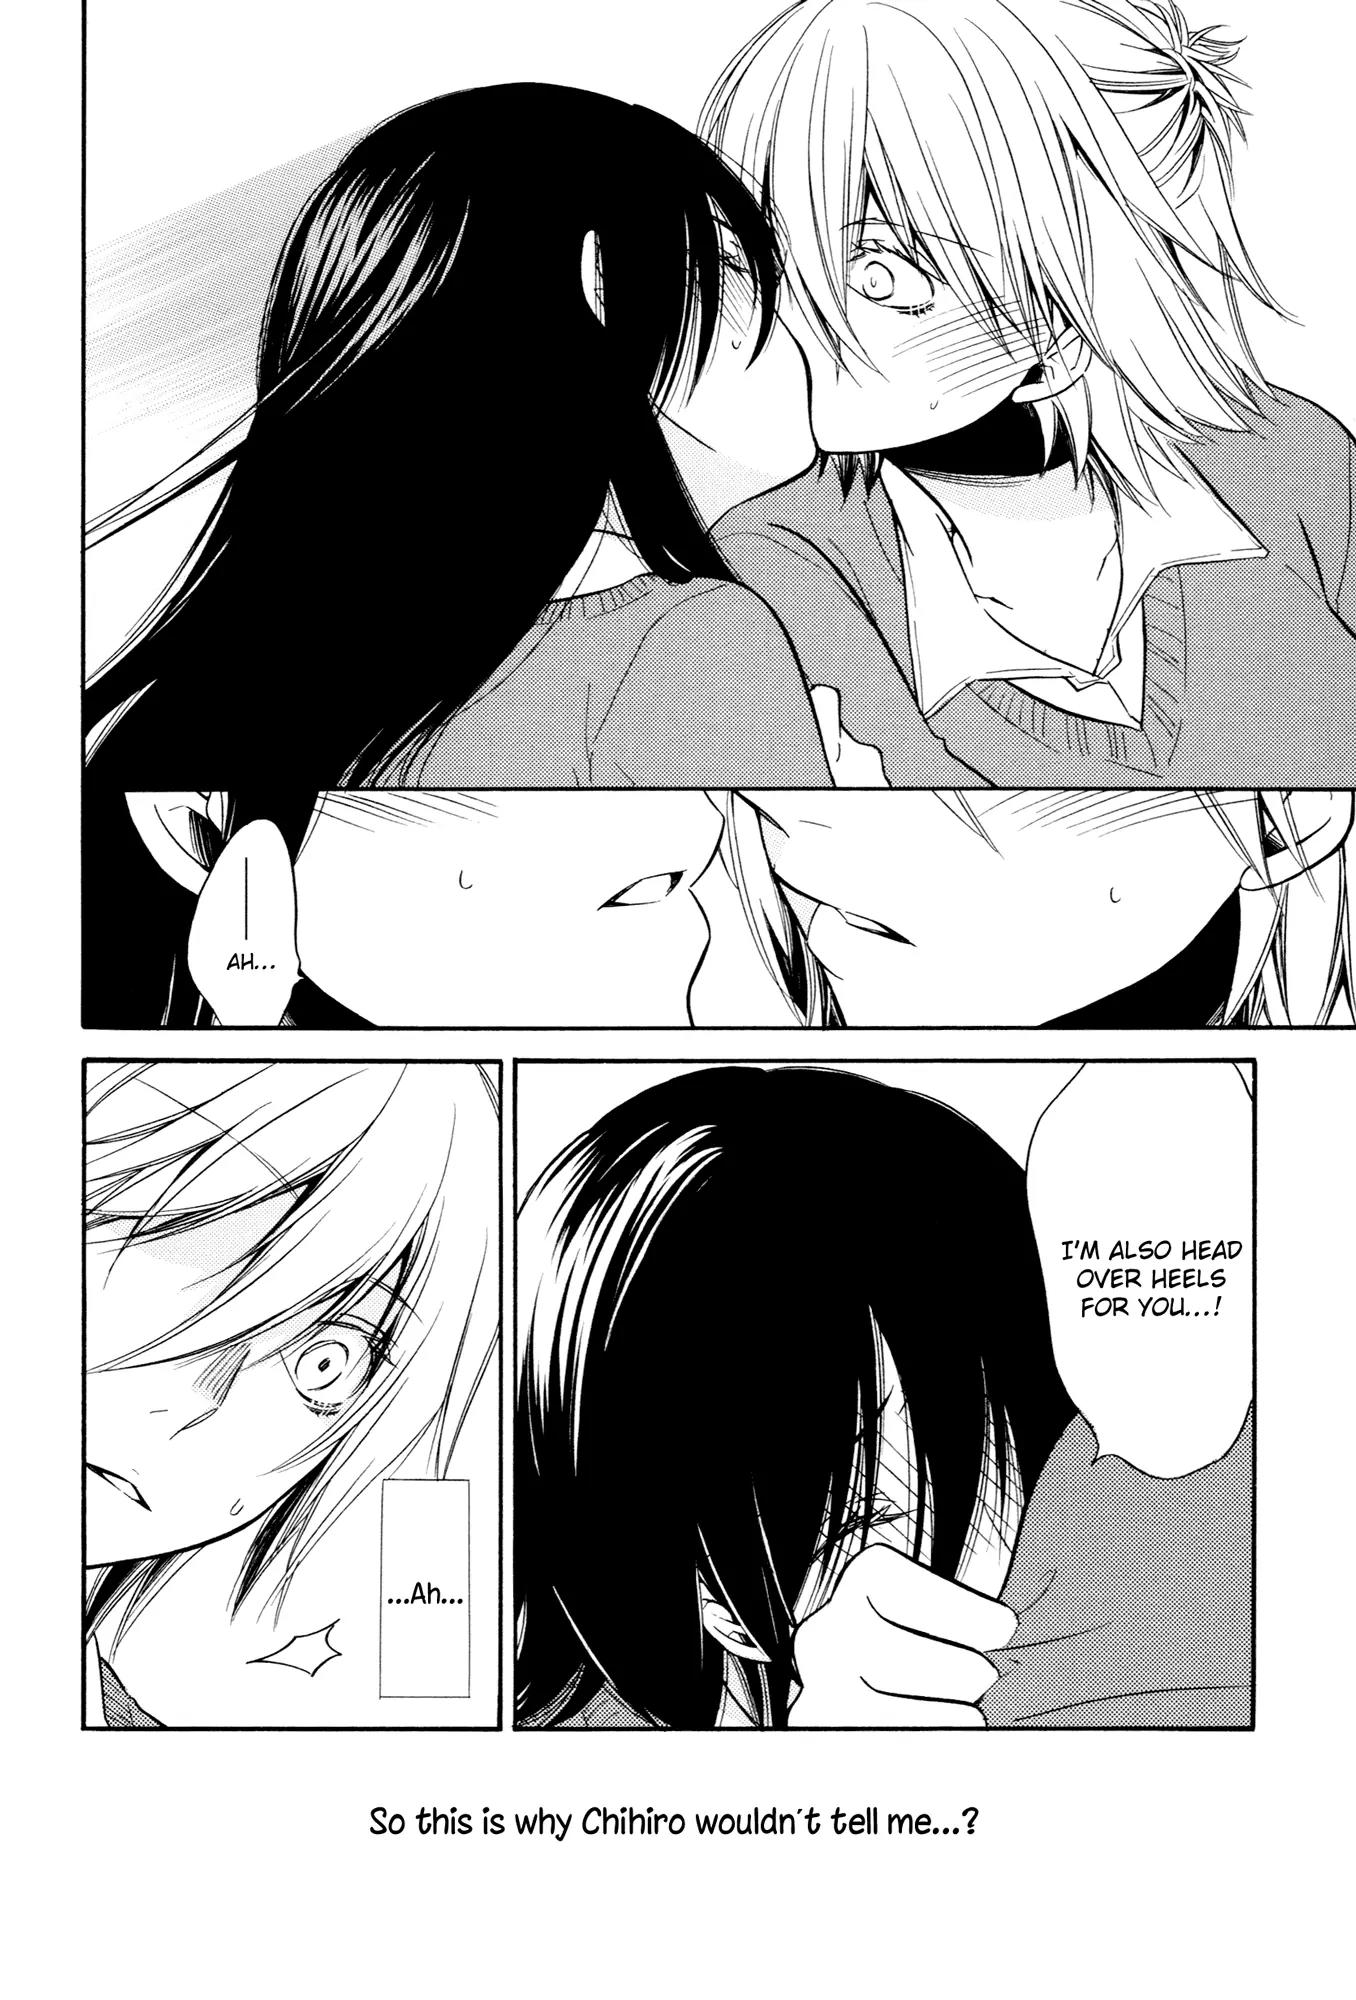 AH...
I'M ALSO HEAD
OVER HEELS
FOR YOU...!
...Ah...
So this is why Chihiro wouldn't tell me...?